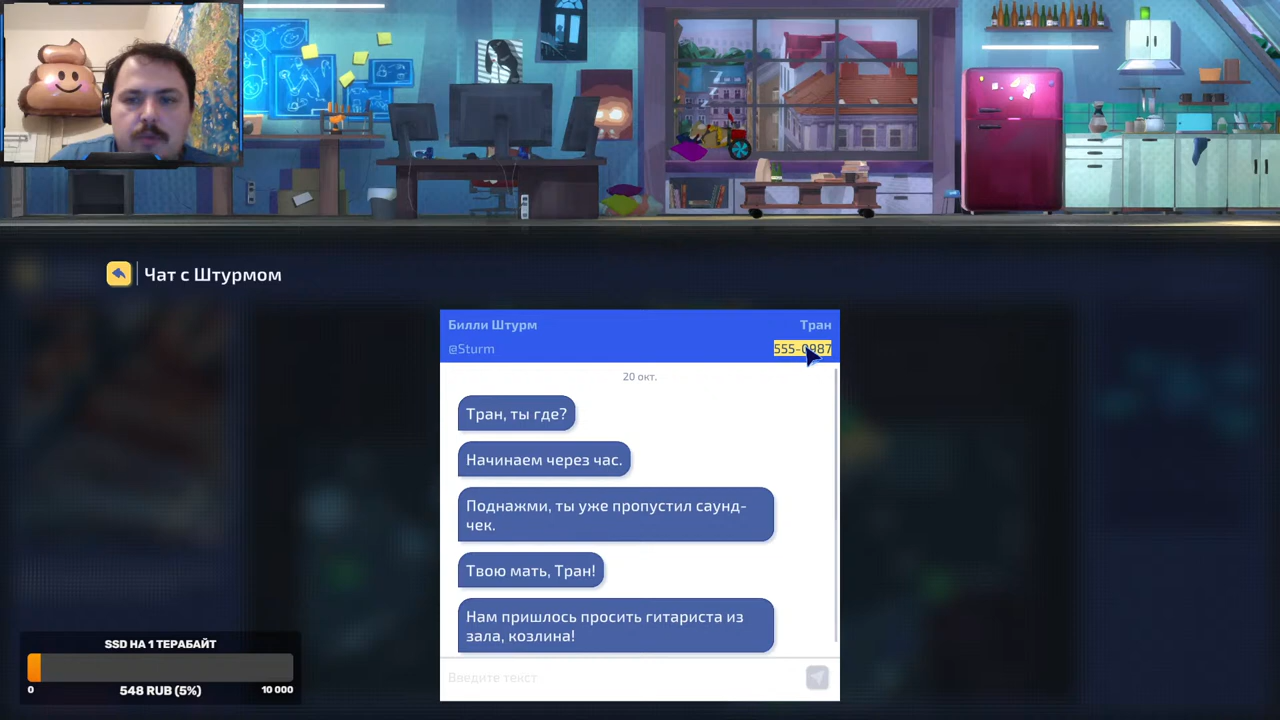 Чат с Штурмом
Билли Штурм
Тран
@Sturm
555-0987
20 окт.
Тран, ты где?
Начинаем через час.
Поднажми, ты уже пропустил саунд-
чек.
Твою мать, Тран!
Нам пришлось просить гитариста из
зала, козлина!
Введите текст
SSD НА 1 ТЕРАБАЙТ
0
548 RUB (5%)
10 000